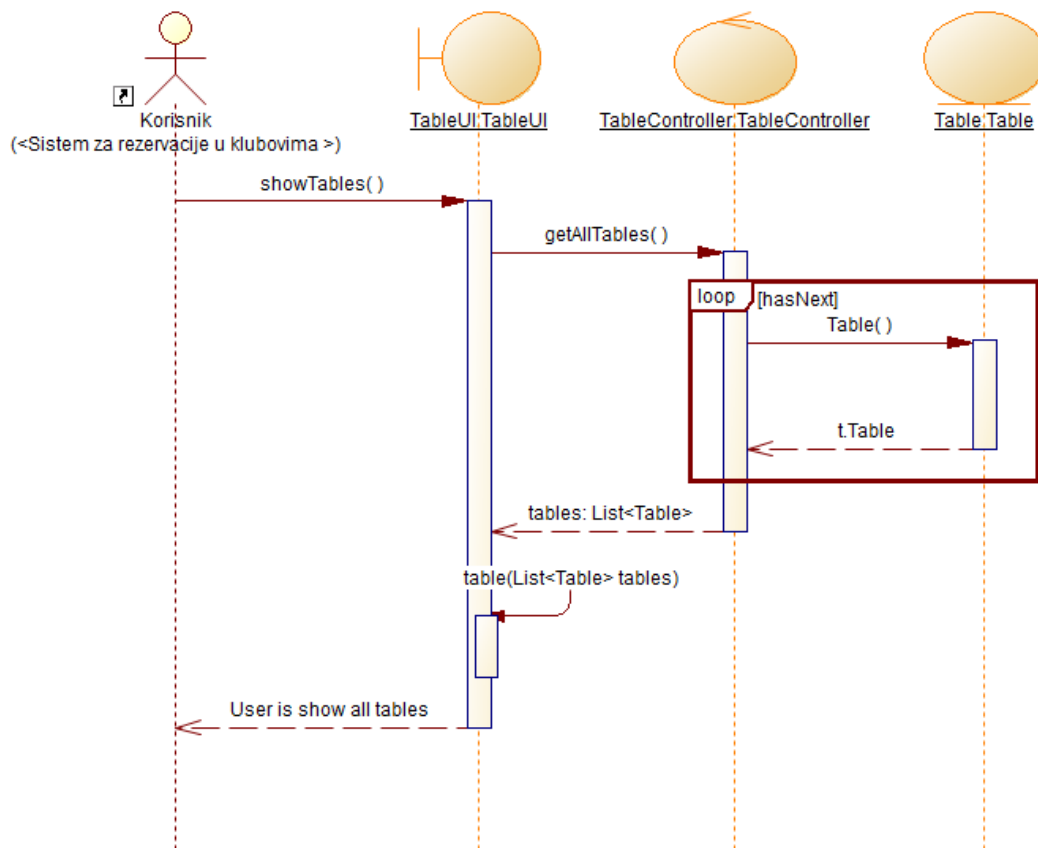 Korisnik
(<Sistem za rezervacije u klubovima >)
TableUI:TableUI
TableController:TableController
Table:Table
showTables( )
getAllTables( )
loop
[hasNext]
Table( )
t.Table
tables: List<Table>
table(List<Table> tables)
User is show all tables